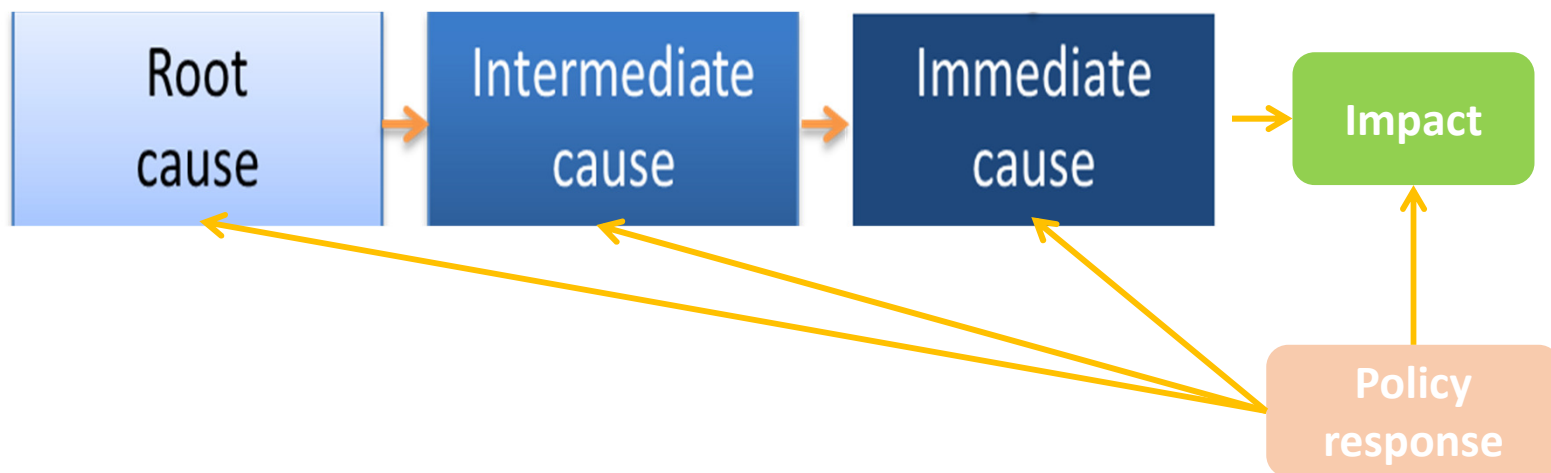 Root
cause
Intermediate
cause
Immediate
cause
Impact
Policy
response